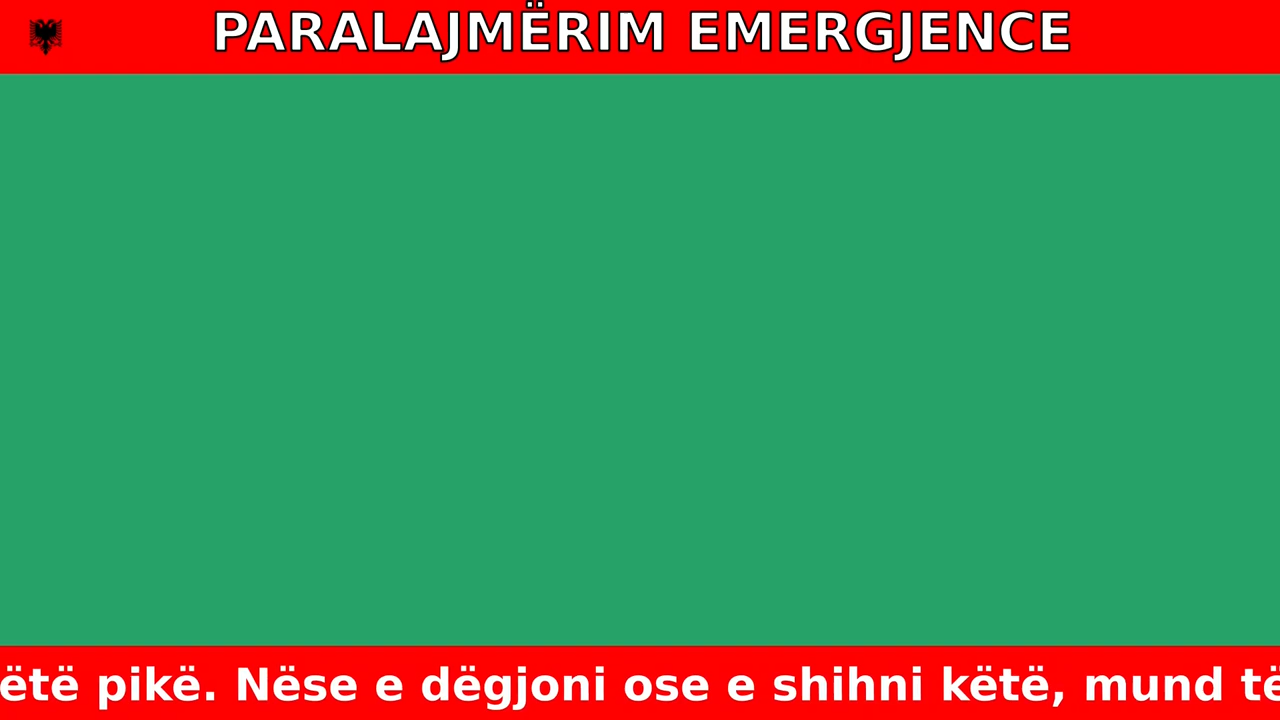 PARALAJMËRIM EMERGJENCE
ëtë pikë. Nëse e dëgjoni ose e shihni këtë, mund të